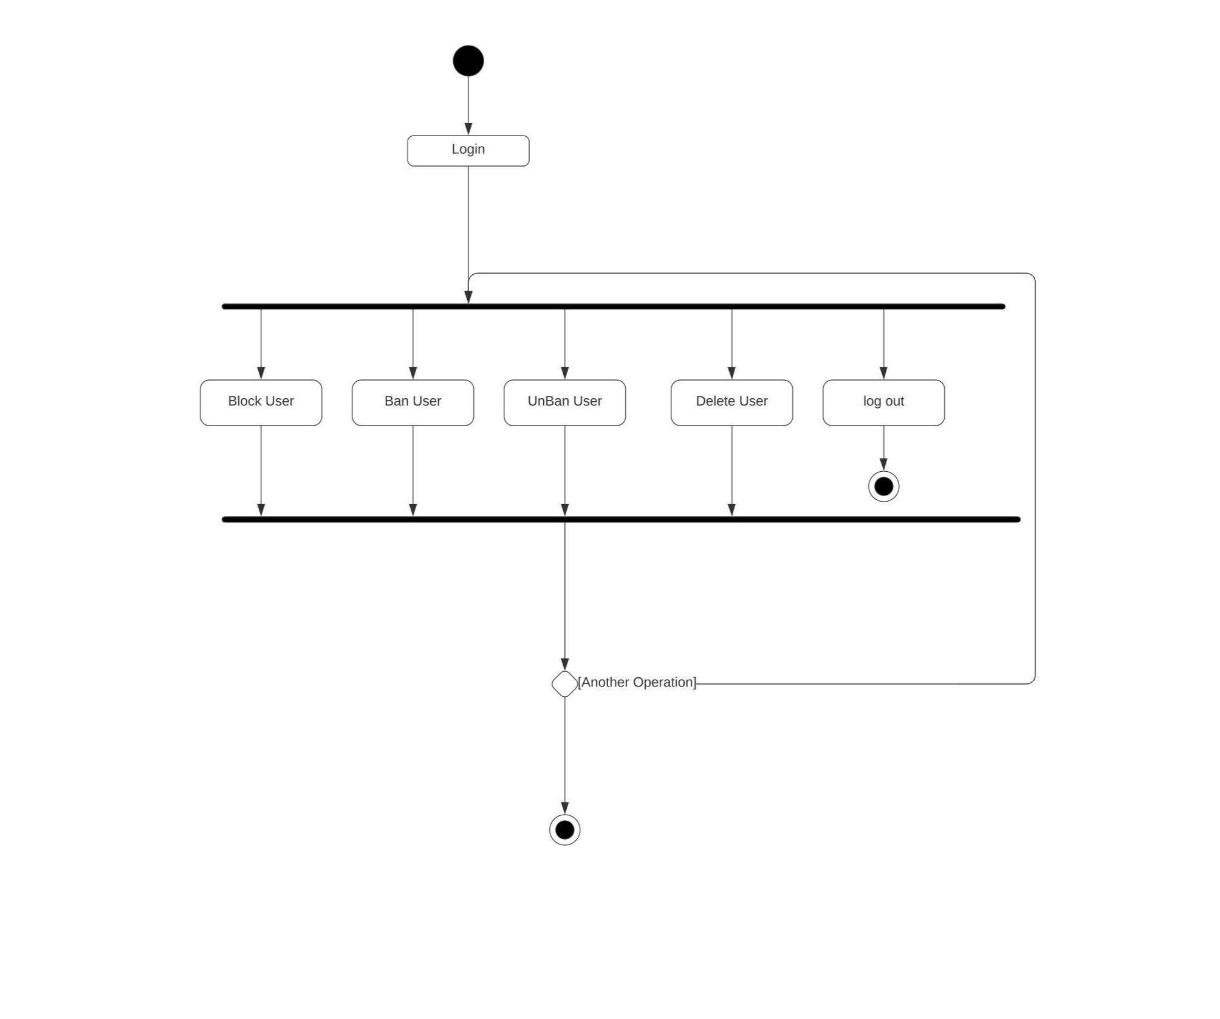 Login
Block User
Ban User
UnBan User
Delete User
log out
[Another Operation]